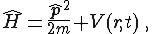 Ĥ = p̂²/2m + V(r,t) ,